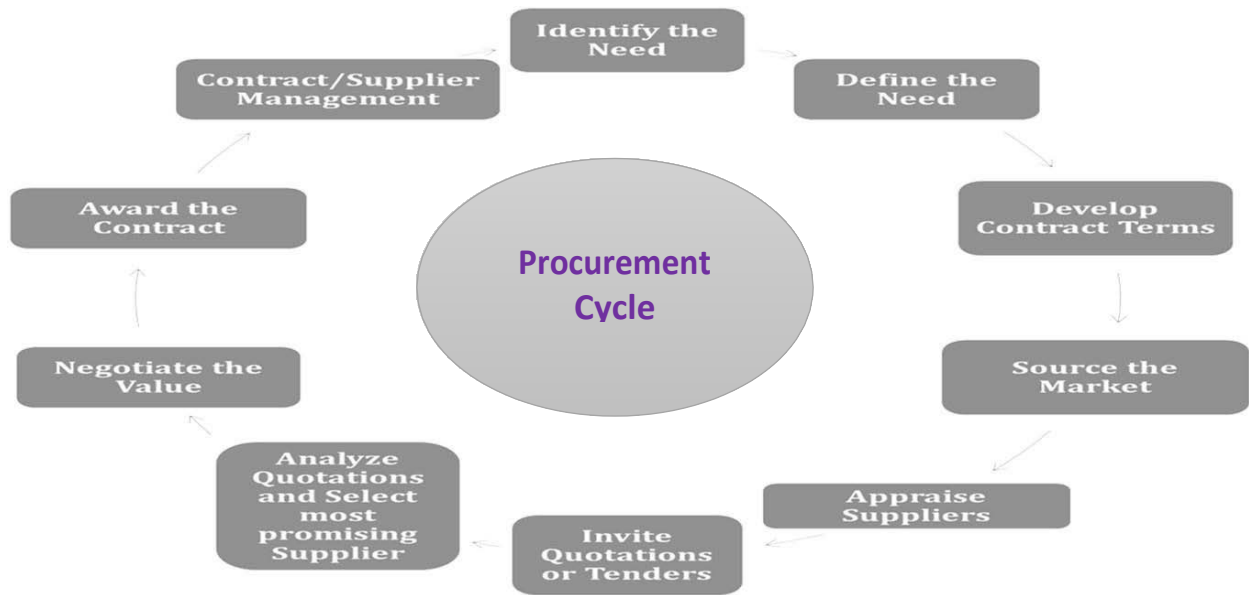 Identify the
Need
Define the
Need
Develop
Contract Terms
Source the
Market
Appraise
Suppliers
Invite
Quotations
or Tenders
Analyze
Quotations
and Select
most
promising
Supplier
Negotiate the
Value
Award the
Contract
Contract/Supplier
Management
Procurement
Cycle